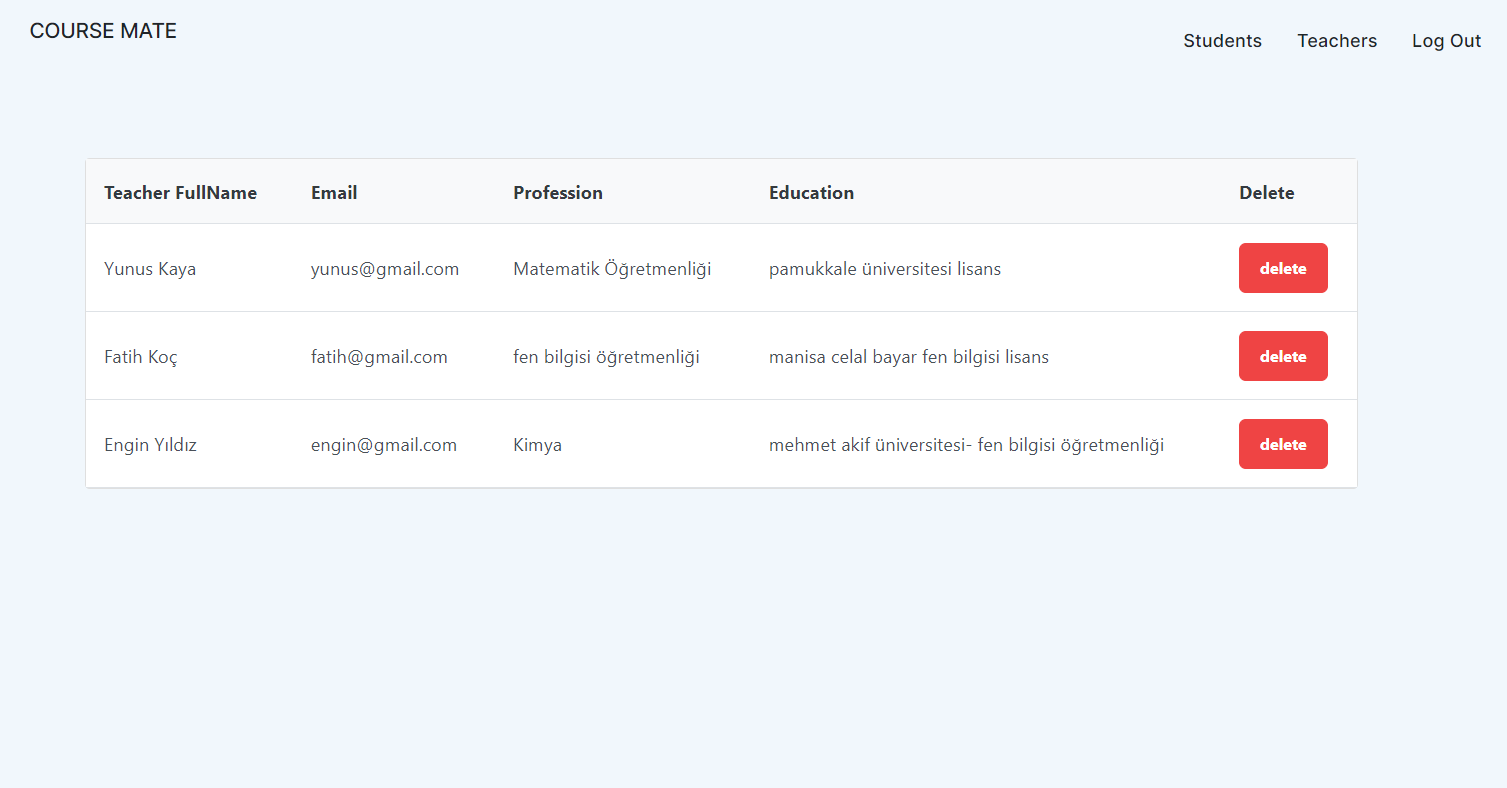 COURSE MATE
Students Teachers Log Out
Teacher FullName Email Profession Education Delete
Yunus Kaya yunus@gmail.com Matematik Öğretmenliği pamukkale üniversitesi lisans delete
Fatih Koç fatih@gmail.com fen bilgisi öğretmenliği manisa celal bayar fen bilgisi lisans delete
Engin Yıldız engin@gmail.com Kimya mehmet akif üniversitesi- fen bilgisi öğretmenliği delete